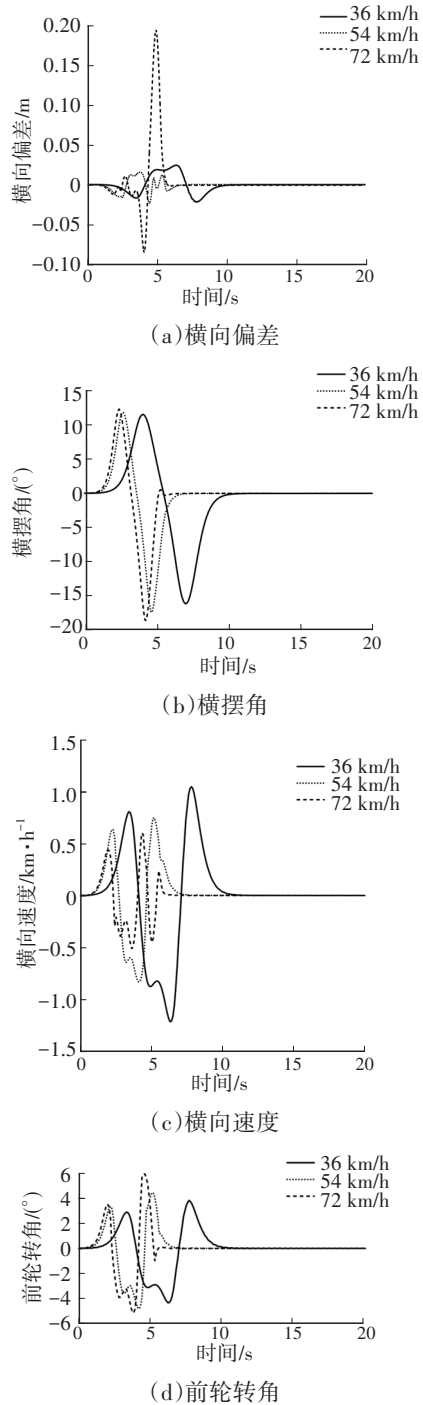 36 km/h
54 km/h
72 km/h
0.20
0.15
0.10
0.05
0
−0.05
−0.10
横向偏差/m
0 5 10 15 20
时间/s
(a)横向偏差
36 km/h
54 km/h
72 km/h
15
10
5
0
−5
−10
−15
−20
横摆角/(°)
0 5 10 15 20
时间/s
(b)横摆角
36 km/h
54 km/h
72 km/h
1.5
1.0
0.5
0
−0.5
−1.0
−1.5
横向速度/km·h⁻¹
0 5 10 15 20
时间/s
(c)横向速度
36 km/h
54 km/h
72 km/h
6
4
2
0
−2
−4
−6
前轮转角/(°)
0 5 10 15 20
时间/s
(d)前轮转角